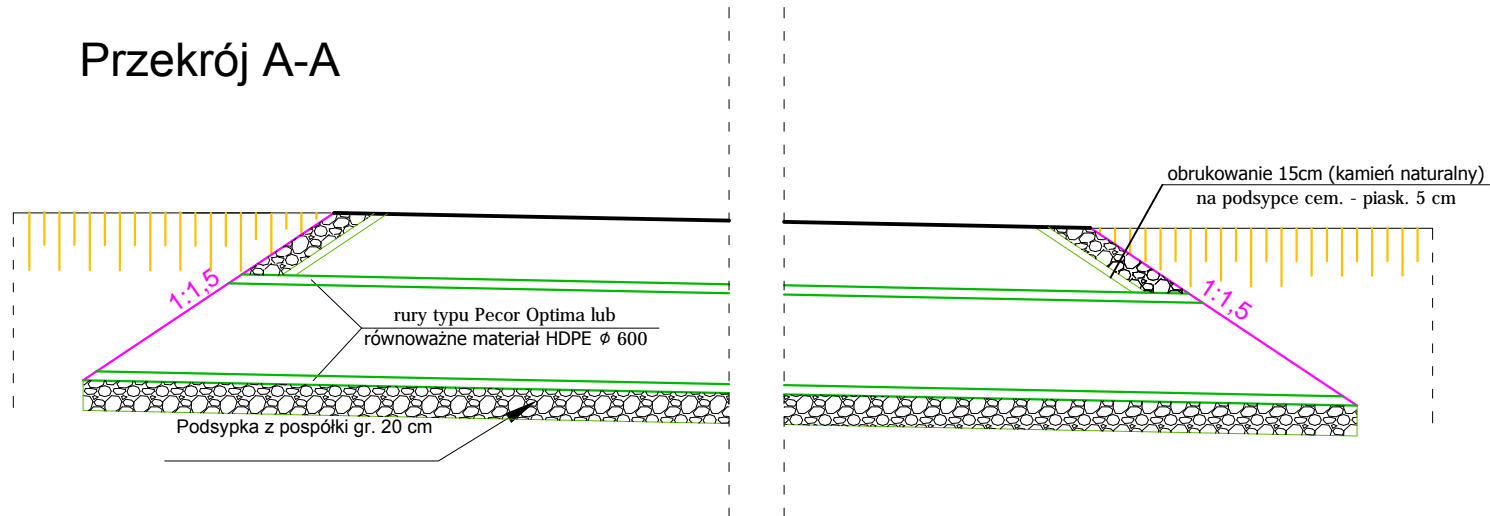 Przekrój A-A
obrukowanie 15cm (kamień naturalny)
na podsypce cem. - piask. 5 cm
1:1,5
1:1,5
rury typu Pecor Optima lub
równoważne materiał HDPE ϕ 600
Podsypka z pospółki gr. 20 cm